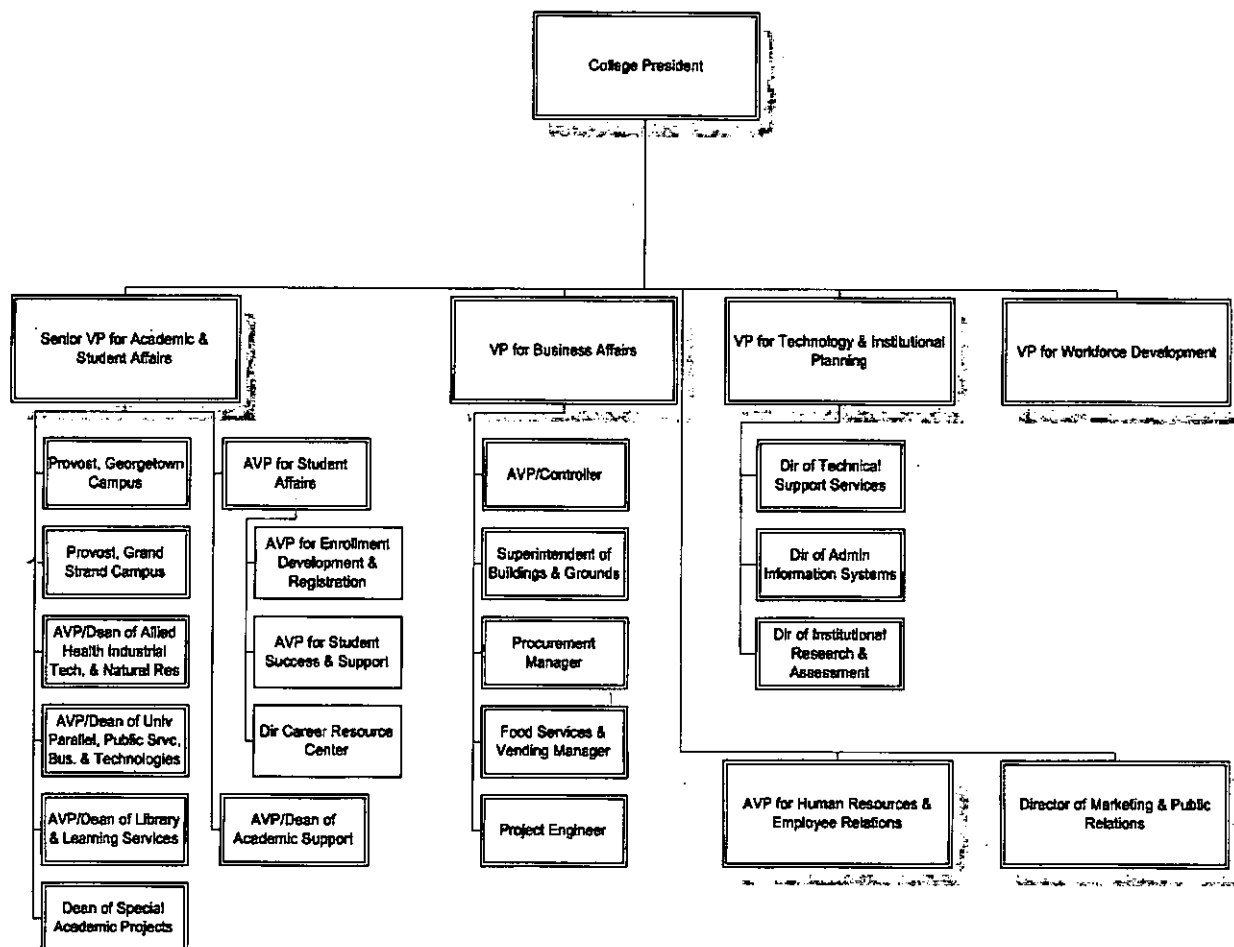 College President
Senior VP for Academic &
Student Affairs
VP for Business Affairs
VP for Technology & Institutional
Planning
VP for Workforce Development
Provost, Georgetown
Campus
Provost, Grand
Strand Campus
AVP/Dean of Allied
Health Industrial
Tech, & Natural Res
AVP/Dean of Univ
Parallel, Public Srvc,
Bus. & Technologies
AVP/Dean of Library
& Learning Services
Dean of Special
Academic Projects
AVP for Student
Affairs
AVP for Enrollment
Development &
Registration
AVP for Student
Success & Support
Dir Career Resource
Center
AVP/Dean of
Academic Support
AVP/Controller
Superintendent of
Buildings & Grounds
Procurement
Manager
Food Services &
Vending Manager
Project Engineer
Dir of Technical
Support Services
Dir of Admin
Information Systems
Dir of Institutional
Research &
Assessment
AVP for Human Resources &
Employee Relations
Director of Marketing & Public
Relations